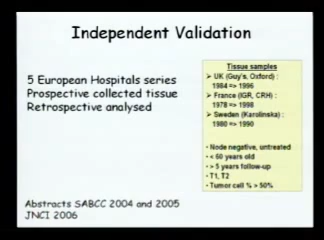 Independent Validation
5 European Hospitals series
Prospective collected tissue
Retrospective analysed
Tissue samples
➢ UK (Guy's, Oxford) :
1984 => 1996
➢ France (IGR, CRH) :
1978 => 1998
➢ Sweden (Karolinska) :
1980 => 1990
• Node negative, untreated
• < 60 years old
• > 5 years follow-up
• T1, T2
• Tumor cell % > 50%
Abstracts SABCC 2004 and 2005
JNCI 2006